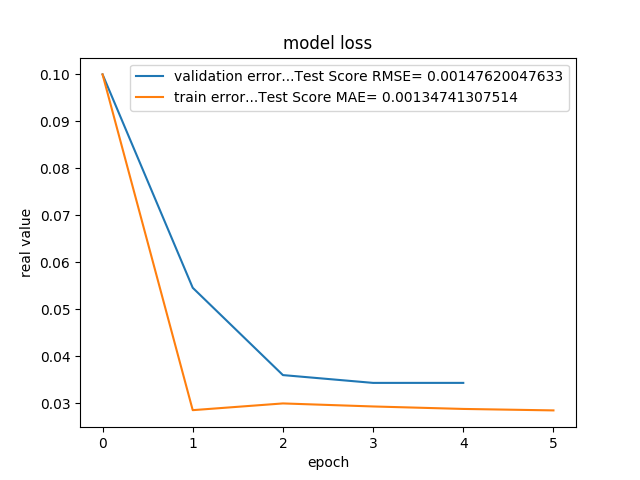 model loss
validation error...Test Score RMSE= 0.00147620047633
train error...Test Score MAE= 0.00134741307514
0.10
0.09
0.08
0.07
0.06
0.05
0.04
0.03
real value
0 1 2 3 4 5
epoch